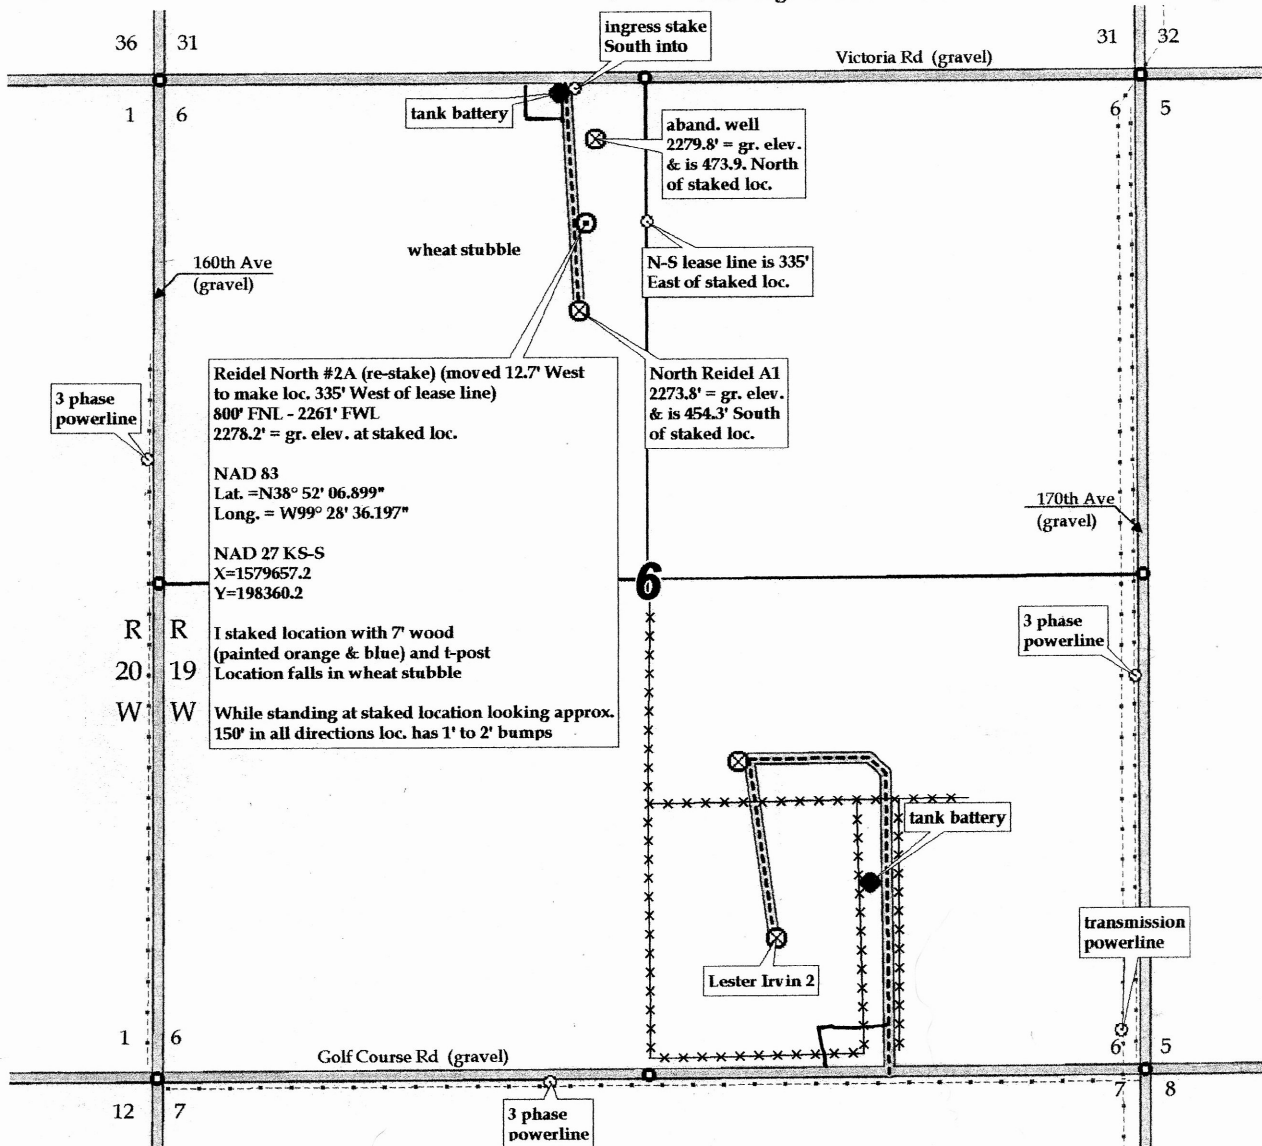 ingress stake
South into
36
31
31
32
Victoria Rd (gravel)
tank battery
1
6
6
5
aband. well
2279.8' = gr. elev.
& is 473.9. North
of staked loc.
wheat stubble
N-S lease line is 335'
East of staked loc.
160th Ave
(gravel)
Reidel North #2A (re-stake) (moved 12.7' West
to make loc. 335' West of lease line)
800' FNL - 2261' FWL
2278.2' = gr. elev. at staked loc.
NAD 83
Lat. =N38° 52' 06.899"
Long. = W99° 28' 36.197"
NAD 27 KS-S
X=1579657.2
Y=198360.2
I staked location with 7' wood
(painted orange & blue) and t-post
Location falls in wheat stubble
While standing at staked location looking approx.
150' in all directions loc. has 1' to 2' bumps
North Reidel A1
2273.8' = gr. elev.
& is 454.3' South
of staked loc.
3 phase
powerline
170th Ave
(gravel)
6
R R
20 19
W W
3 phase
powerline
tank battery
transmission
powerline
Lester Irvin 2
1
6
6
5
Golf Course Rd (gravel)
12
7
7
8
3 phase
powerline